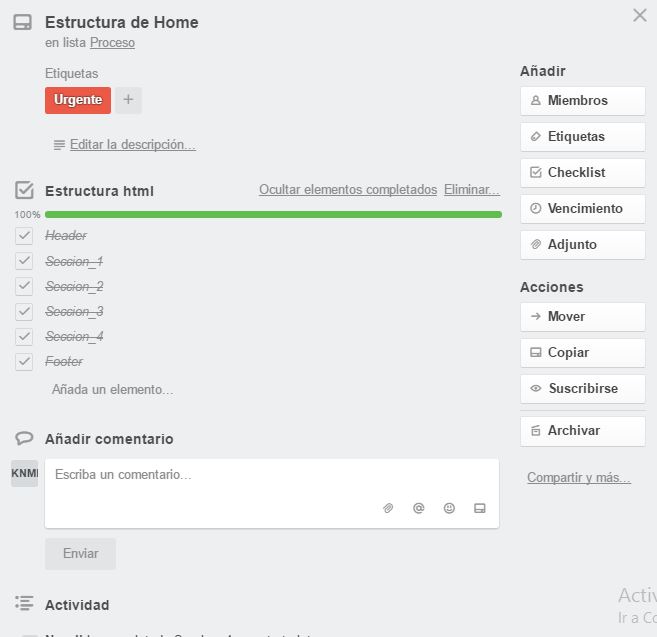 Estructura de Home
en lista Proceso
Etiquetas
Urgente +
Editar la descripción...
Estructura html Ocultar elementos completados Eliminar...
100%
Header
Seccion_1
Seccion_2
Seccion_3
Seccion_4
Footer
Añada un elemento...
Añadir comentario
KNM
Escriba un comentario...
Enviar
Actividad
Añadir
Miembros
Etiquetas
Checklist
Vencimiento
Adjunto
Acciones
Mover
Copiar
Suscribirse
Archivar
Compartir y más...
Activ
Ir a Co